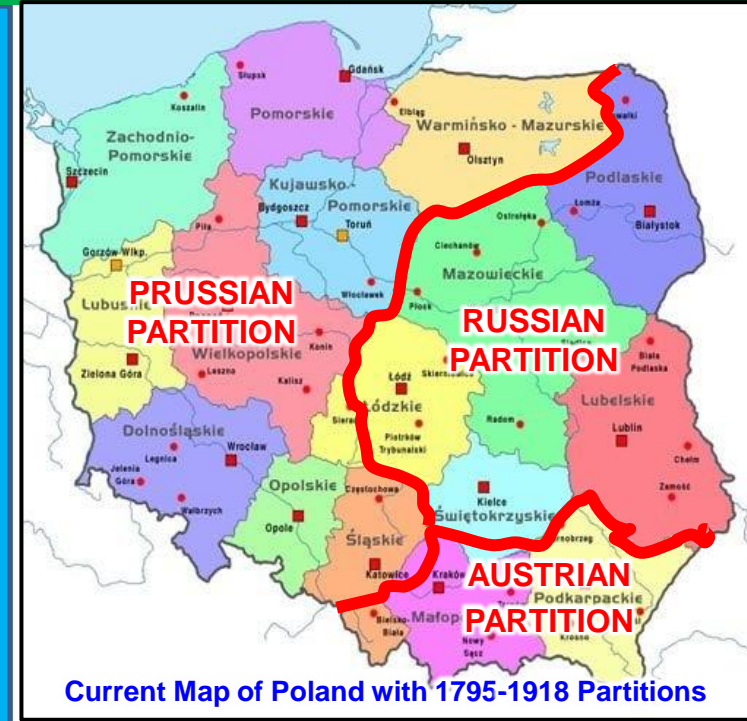 Gdańsk
Słupsk
Koszalin
Pomorskie
Elbląg
Warmińsko - Mazurskie
Zachodnio-
Pomorskie
Olsztyn
Szczecin
Podlaskie
Kujawsko-
Pomorskie
Bydgoszcz
Toruń
Ostrołęka
Łomża
Białystok
Piła
Ciechanów
Gorzów-Wlkp.
Mazowieckie
Włocławek
Płock
PRUSSIAN
PARTITION
RUSSIAN
PARTITION
Wielkopolskie
Konin
Zielona Góra
Leszno
Kalisz
Łódź
Łódzkie
Biała
Podlaska
Lubelskie
Radom
Lublin
Dolnośląskie
Legnica
Wrocław
Jelenia
Góra
Wałbrzych
Piotrków
Trybunalski
Chełm
Zamość
Opolskie
Opole
Częstochowa
Kielce
Świętokrzyskie
Śląskie
Katowice
Kraków
AUSTRIAN
PARTITION
Podkarpackie
Bielsko-
Biała
Nowy
Sącz
Krosno
Current Map of Poland with 1795-1918 Partitions